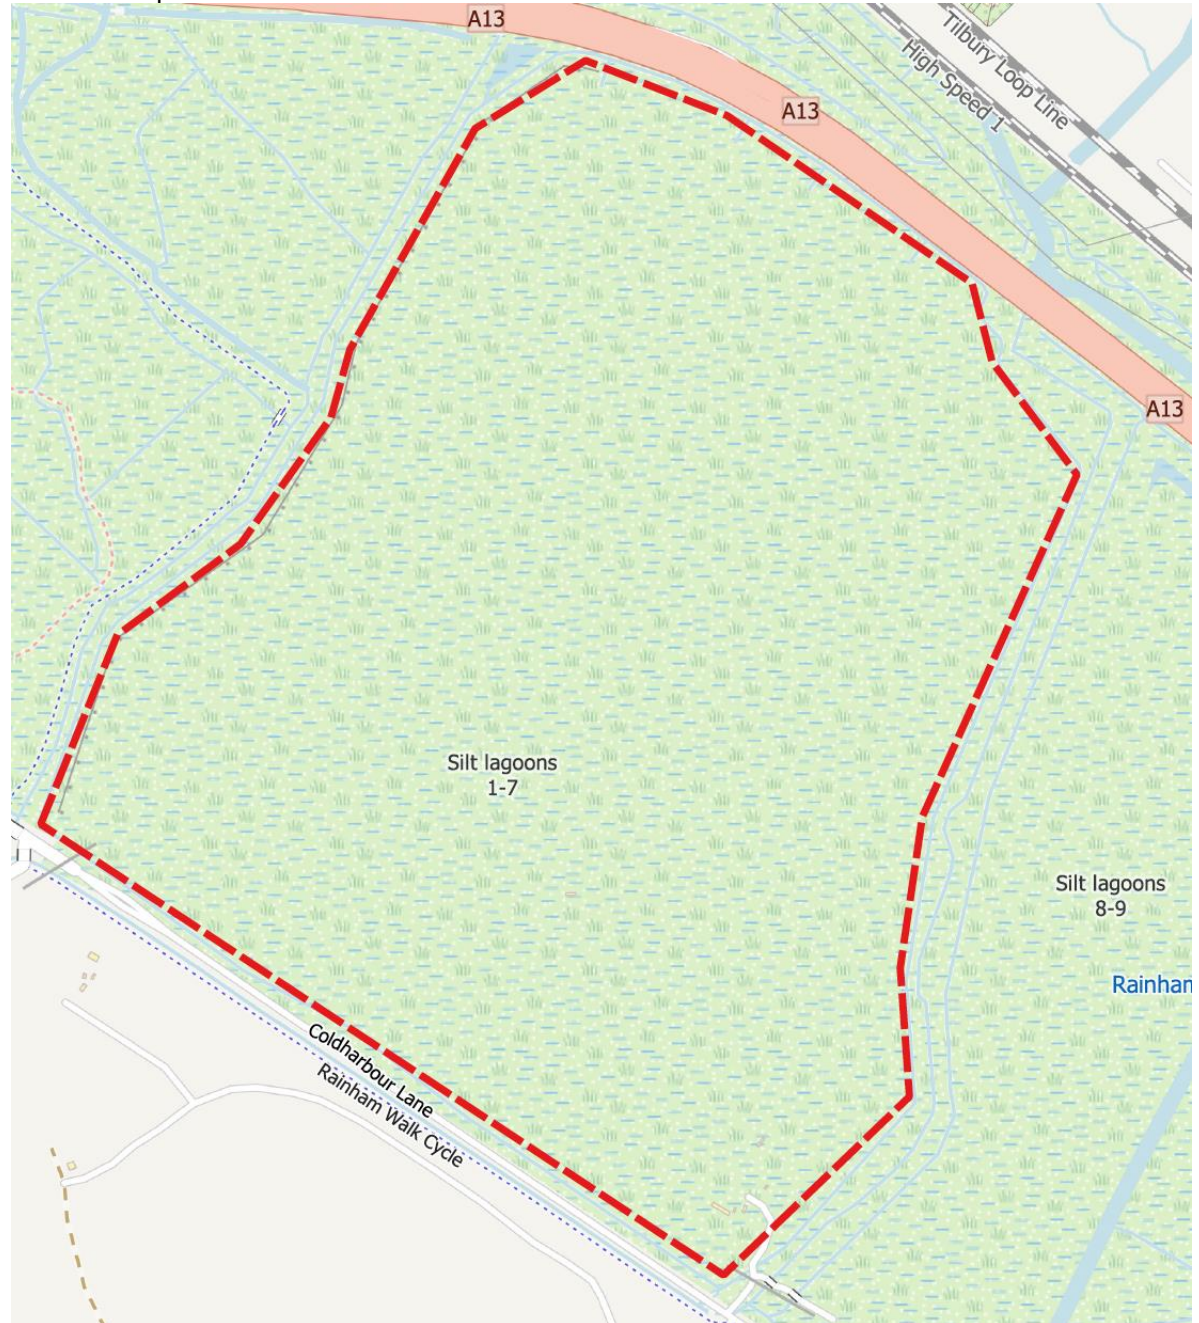 A13
Tilbury Loop Line
High Speed 1
A13
A13
Silt lagoons
1-7
Silt lagoons
8-9
Rainham
Coldharbour Lane
Rainham Walk Cycle